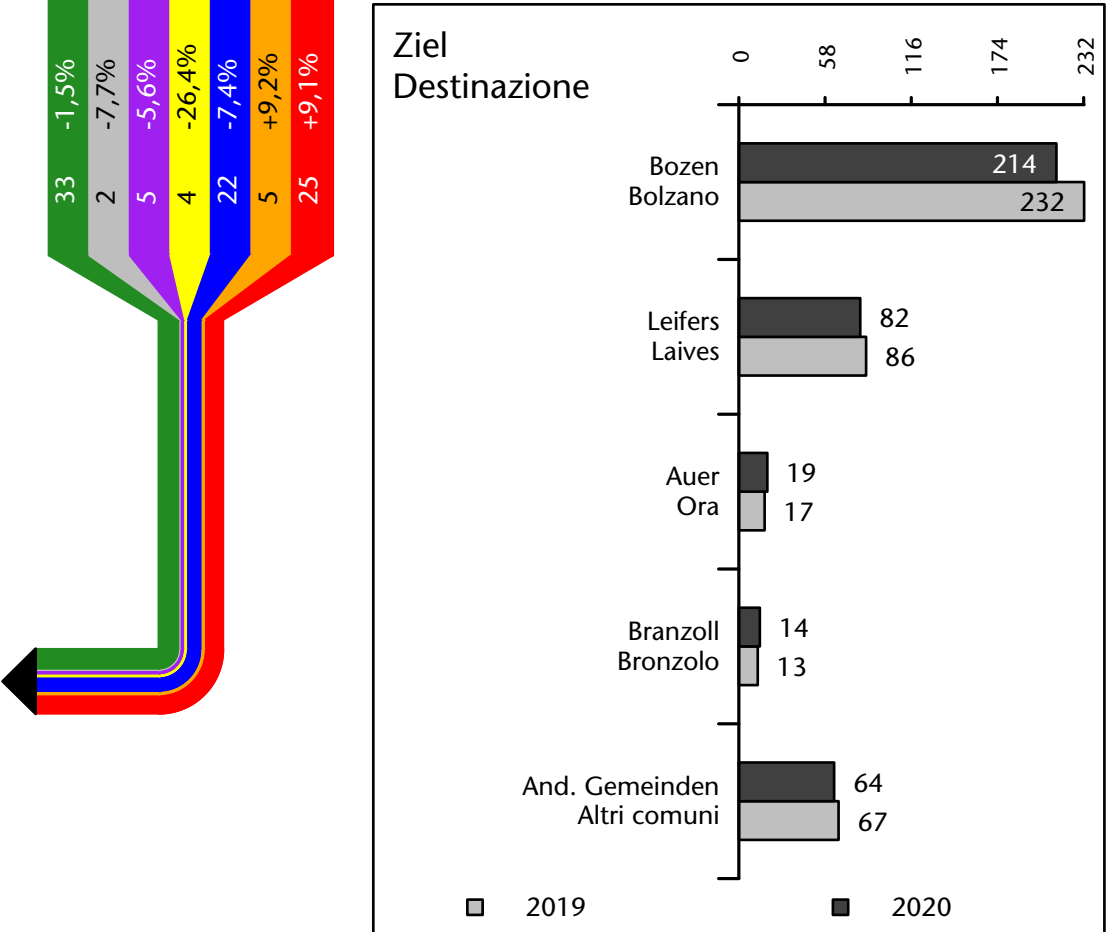 33 -1,5%
2 -7,7%
5 -5,6%
4 -26,4%
22 -7,4%
5 +9,2%
25 +9,1%
Ziel
Destinazione
0 58 116 174 232
Bozen
Bolzano
214
232
Leifers
Laives
82
86
Auer
Ora
19
17
Branzoll
Bronzolo
14
13
And. Gemeinden
Altri comuni
64
67
2019 2020